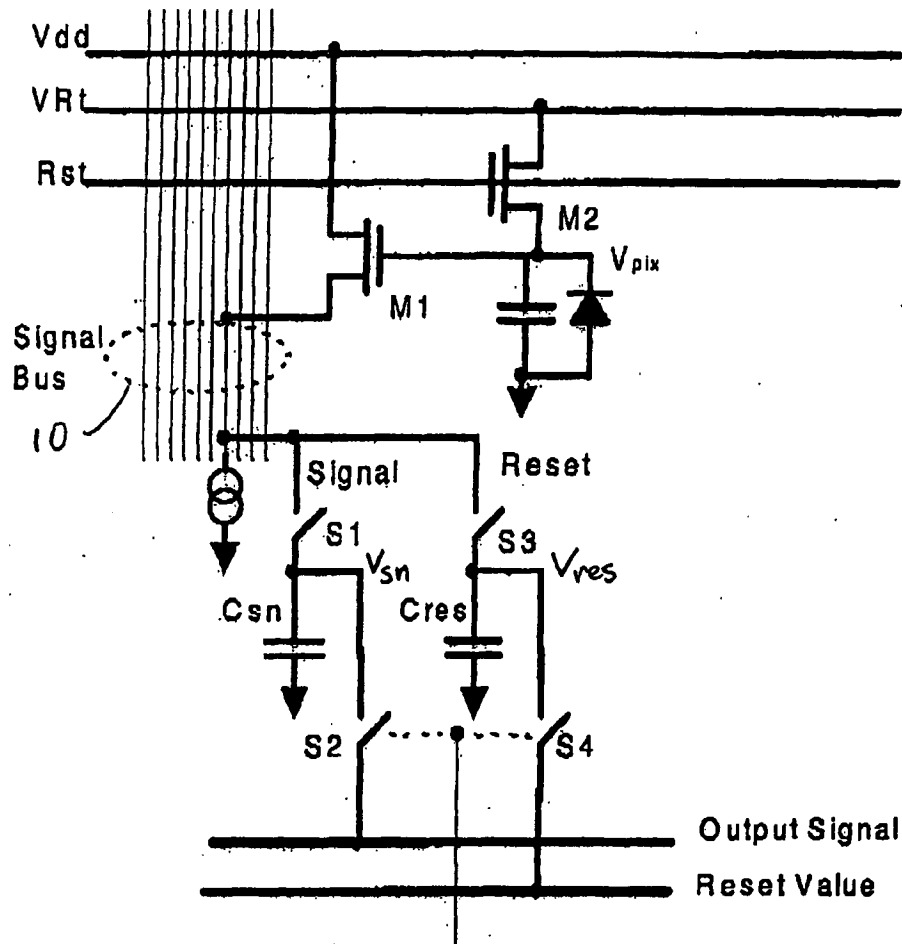 Vdd
VRt
Rst
M2
Vpix
M1
Signal
Bus
10
Signal
Reset
S1
S3
Vsn
Vres
Csn
Cres
S2
S4
Output Signal
Reset Value